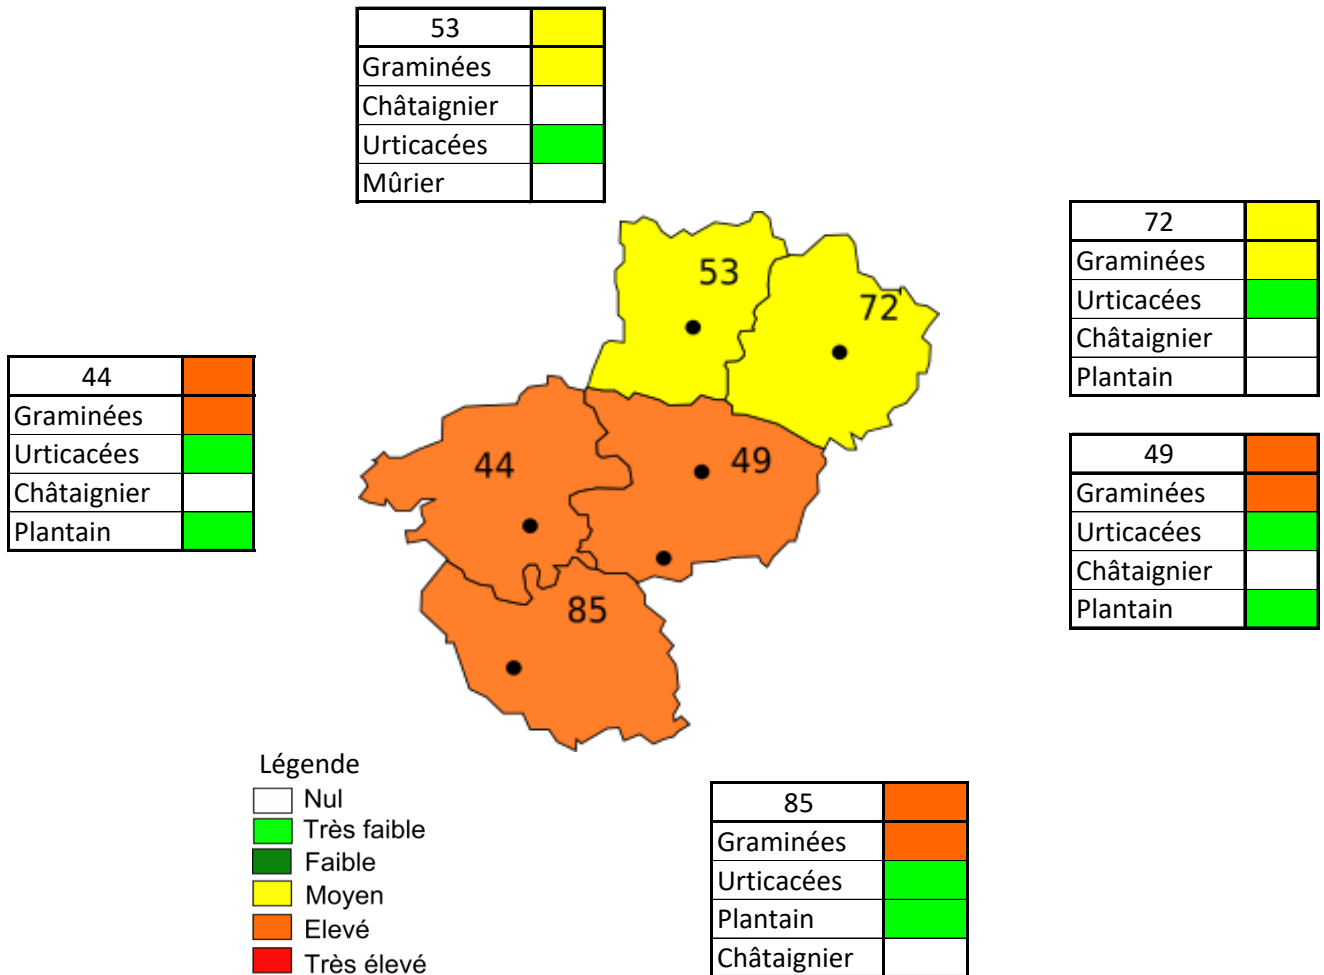 53
Graminées
Châtaignier
Urticacées
Mûrier
72
Graminées
Urticacées
Châtaignier
Plantain
53
72
44
Graminées
Urticacées
Châtaignier
Plantain
44
49
49
Graminées
Urticacées
Châtaignier
Plantain
85
Légende
Nul
Très faible
Faible
Moyen
Elevé
Très élevé
85
Graminées
Urticacées
Plantain
Châtaignier